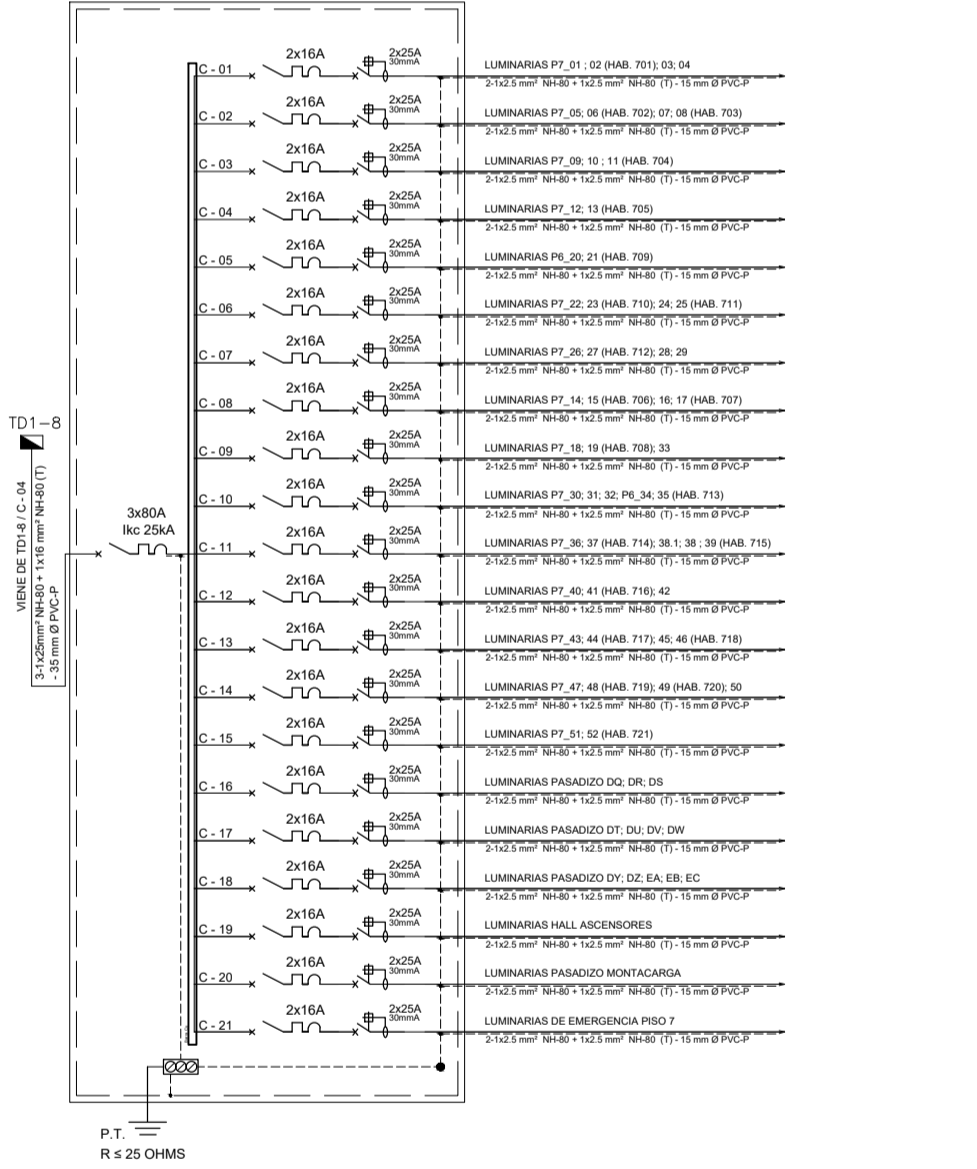 C - 01
2x16A
2x25A
30mmA
LUMINARIAS P7_01 ; 02 (HAB. 701); 03; 04
2-1x2.5 mm² NH-80 + 1x2.5 mm² NH-80 (T) - 15 mm Ø PVC-P
C - 02
2x16A
2x25A
30mmA
LUMINARIAS P7_05; 06 (HAB. 702); 07; 08 (HAB. 703)
2-1x2.5 mm² NH-80 + 1x2.5 mm² NH-80 (T) - 15 mm Ø PVC-P
C - 03
2x16A
2x25A
30mmA
LUMINARIAS P7_09; 10 ; 11 (HAB. 704)
2-1x2.5 mm² NH-80 + 1x2.5 mm² NH-80 (T) - 15 mm Ø PVC-P
C - 04
2x16A
2x25A
30mmA
LUMINARIAS P7_12; 13 (HAB. 705)
2-1x2.5 mm² NH-80 + 1x2.5 mm² NH-80 (T) - 15 mm Ø PVC-P
C - 05
2x16A
2x25A
30mmA
LUMINARIAS P6_20; 21 (HAB. 709)
2-1x2.5 mm² NH-80 + 1x2.5 mm² NH-80 (T) - 15 mm Ø PVC-P
C - 06
2x16A
2x25A
30mmA
LUMINARIAS P7_22; 23 (HAB. 710); 24; 25 (HAB. 711)
2-1x2.5 mm² NH-80 + 1x2.5 mm² NH-80 (T) - 15 mm Ø PVC-P
C - 07
2x16A
2x25A
30mmA
LUMINARIAS P7_26; 27 (HAB. 712); 28; 29
2-1x2.5 mm² NH-80 + 1x2.5 mm² NH-80 (T) - 15 mm Ø PVC-P
C - 08
2x16A
2x25A
30mmA
LUMINARIAS P7_14; 15 (HAB. 706); 16; 17 (HAB. 707)
2-1x2.5 mm² NH-80 + 1x2.5 mm² NH-80 (T) - 15 mm Ø PVC-P
C - 09
2x16A
2x25A
30mmA
LUMINARIAS P7_18; 19 (HAB. 708); 33
2-1x2.5 mm² NH-80 + 1x2.5 mm² NH-80 (T) - 15 mm Ø PVC-P
C - 10
2x16A
2x25A
30mmA
LUMINARIAS P7_30; 31; 32; P6_34; 35 (HAB. 713)
2-1x2.5 mm² NH-80 + 1x2.5 mm² NH-80 (T) - 15 mm Ø PVC-P
TD1-8
VIENE DE TD1-8 / C - 04
3-1x25mm² NH-80 + 1x16 mm² NH-80 (T)
- 35 mm Ø PVC-P
3x80A
Ikc 25kA
C - 11
2x16A
2x25A
30mmA
LUMINARIAS P7_36; 37 (HAB. 714); 38.1; 38 ; 39 (HAB. 715)
2-1x2.5 mm² NH-80 + 1x2.5 mm² NH-80 (T) - 15 mm Ø PVC-P
C - 12
2x16A
2x25A
30mmA
LUMINARIAS P7_40; 41 (HAB. 716); 42
2-1x2.5 mm² NH-80 + 1x2.5 mm² NH-80 (T) - 15 mm Ø PVC-P
C - 13
2x16A
2x25A
30mmA
LUMINARIAS P7_43; 44 (HAB. 717); 45; 46 (HAB. 718)
2-1x2.5 mm² NH-80 + 1x2.5 mm² NH-80 (T) - 15 mm Ø PVC-P
C - 14
2x16A
2x25A
30mmA
LUMINARIAS P7_47; 48 (HAB. 719); 49 (HAB. 720); 50
2-1x2.5 mm² NH-80 + 1x2.5 mm² NH-80 (T) - 15 mm Ø PVC-P
C - 15
2x16A
2x25A
30mmA
LUMINARIAS P7_51; 52 (HAB. 721)
2-1x2.5 mm² NH-80 + 1x2.5 mm² NH-80 (T) - 15 mm Ø PVC-P
C - 16
2x16A
2x25A
30mmA
LUMINARIAS PASADIZO DQ; DR; DS
2-1x2.5 mm² NH-80 + 1x2.5 mm² NH-80 (T) - 15 mm Ø PVC-P
C - 17
2x16A
2x25A
30mmA
LUMINARIAS PASADIZO DT; DU; DV; DW
2-1x2.5 mm² NH-80 + 1x2.5 mm² NH-80 (T) - 15 mm Ø PVC-P
C - 18
2x16A
2x25A
30mmA
LUMINARIAS PASADIZO DY; DZ; EA; EB; EC
2-1x2.5 mm² NH-80 + 1x2.5 mm² NH-80 (T) - 15 mm Ø PVC-P
C - 19
2x16A
2x25A
30mmA
LUMINARIAS HALL ASCENSORES
2-1x2.5 mm² NH-80 + 1x2.5 mm² NH-80 (T) - 15 mm Ø PVC-P
C - 20
2x16A
2x25A
30mmA
LUMINARIAS PASADIZO MONTACARGA
2-1x2.5 mm² NH-80 + 1x2.5 mm² NH-80 (T) - 15 mm Ø PVC-P
C - 21
2x16A
2x25A
30mmA
LUMINARIAS DE EMERGENCIA PISO 7
2-1x2.5 mm² NH-80 + 1x2.5 mm² NH-80 (T) - 15 mm Ø PVC-P
P.T.
R ≤ 25 OHMS